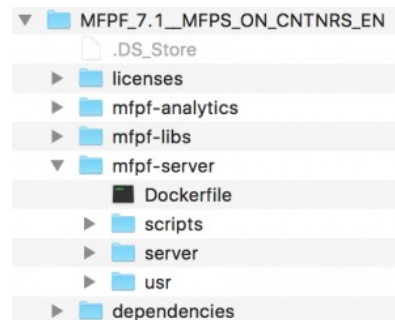 MFPF_7.1__MFPS_ON_CNTNRS_EN
.DS_Store
licenses
mfpf-analytics
mfpf-libs
mfpf-server
Dockerfile
scripts
server
usr
dependencies